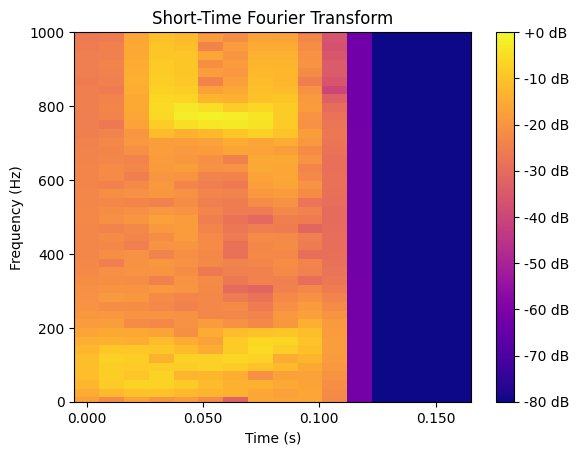 Short-Time Fourier Transform
1000
800
600
400
200
0
Frequency (Hz)
0.000
0.050
0.100
0.150
Time (s)
+0 dB
-10 dB
-20 dB
-30 dB
-40 dB
-50 dB
-60 dB
-70 dB
-80 dB